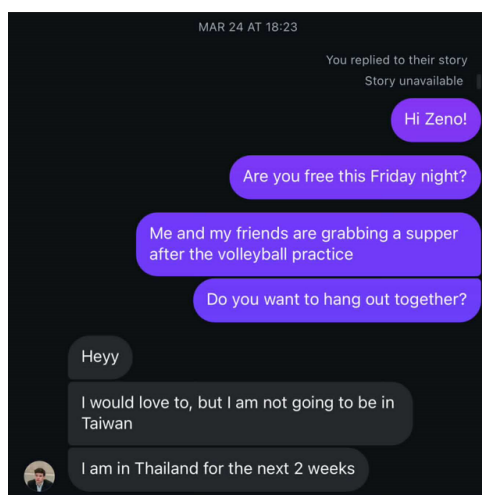 MAR 24 AT 18:23
You replied to their story
Story unavailable
Hi Zeno!
Are you free this Friday night?
Me and my friends are grabbing a supper
after the volleyball practice
Do you want to hang out together?
Heyy
I would love to, but I am not going to be in
Taiwan
I am in Thailand for the next 2 weeks